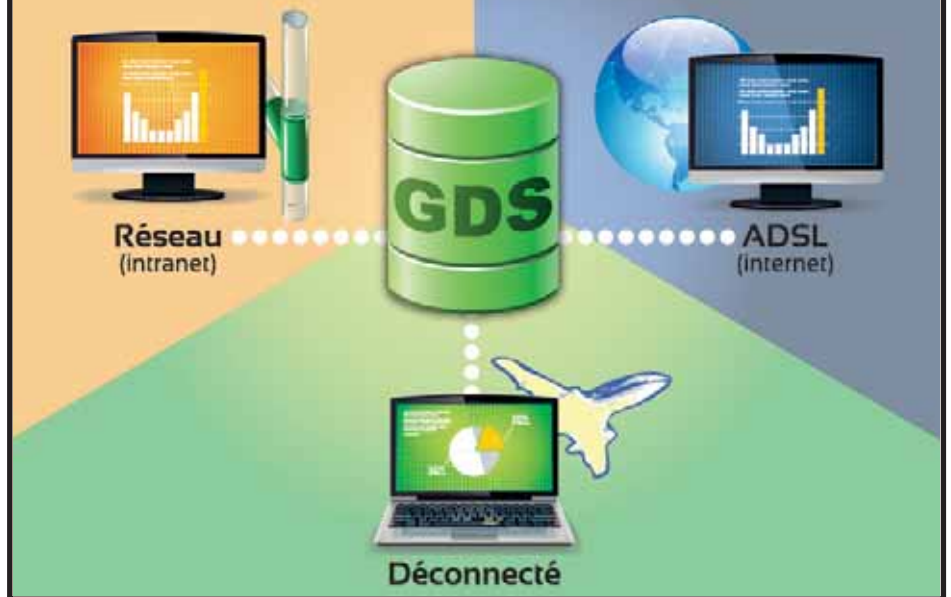 GDS
Réseau
(intranet)
ADSL
(internet)
Déconnecté